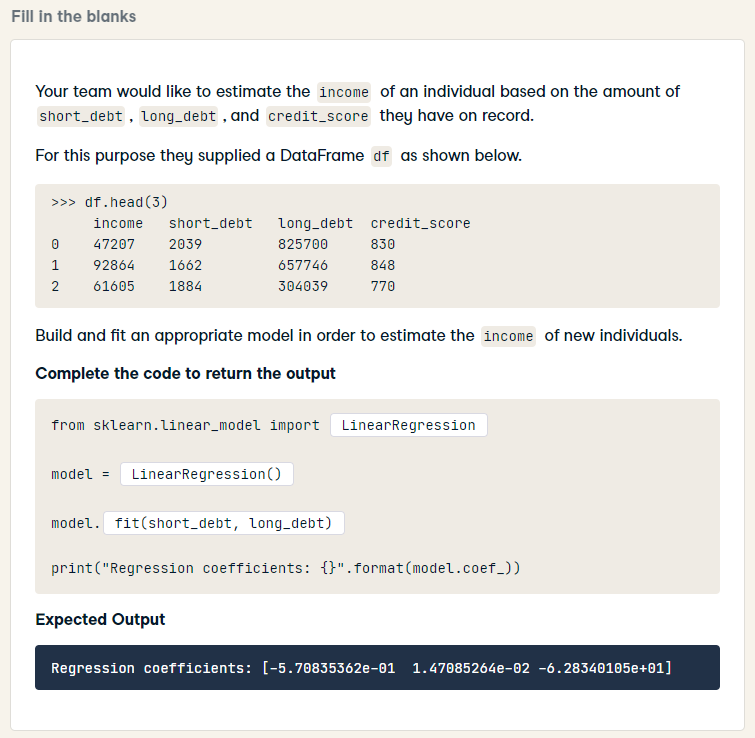 Fill in the blanks
Your team would like to estimate the income of an individual based on the amount of
short_debt , long_debt , and credit_score they have on record.
For this purpose they supplied a DataFrame df as shown below.
>>> df.head(3)
     income   short_debt   long_debt  credit_score
0    47207    2039         825700     830
1    92864    1662         657746     848
2    61605    1884         304039     770
Build and fit an appropriate model in order to estimate the income of new individuals.
Complete the code to return the output
from sklearn.linear_model import LinearRegression
model = LinearRegression()
model. fit(short_debt, long_debt)
print("Regression coefficients: {}".format(model.coef_))
Expected Output
Regression coefficients: [-5.70835362e-01  1.47085264e-02 -6.28340105e+01]